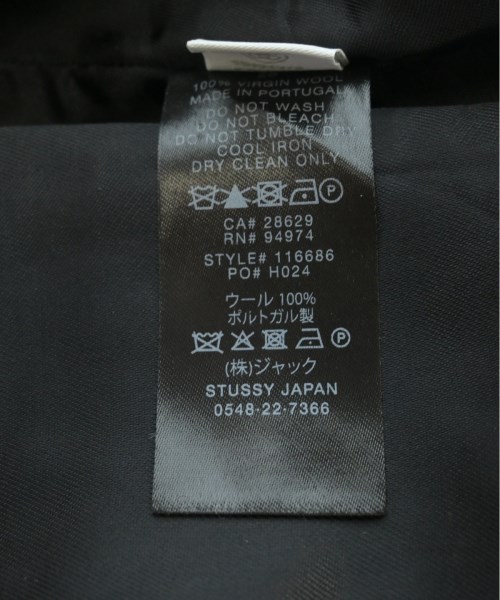 100% VIRGIN WOOL
MADE IN PORTUGAL
DO NOT WASH
DO NOT BLEACH
DO NOT TUMBLE DRY
COOL IRON
DRY CLEAN ONLY
P
CA# 28629
RN# 94974
STYLE# 116686
PO# H024
ウール 100%
ポルトガル製
P
(株)ジャック
STUSSY JAPAN
0548·22·7366